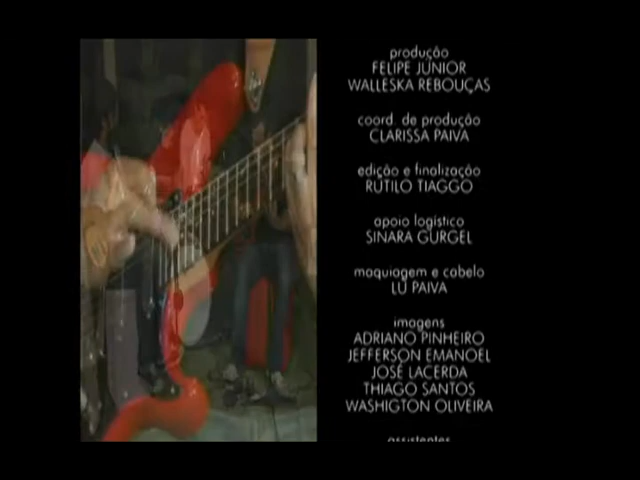 produção
FELIPE JÚNIOR
WALLESKA REBOUÇAS
coord. de produção
CLARISSA PAIVA
edição e finalização
RUTILO TIAGGO
apoio logístico
SINARA GURGEL
maquiagem e cabelo
LU PAIVA
imagens
ADRIANO PINHEIRO
JEFFERSON EMANOEL
JOSÉ LACERDA
THIAGO SANTOS
WASHIGTON OLIVEIRA
assistentes